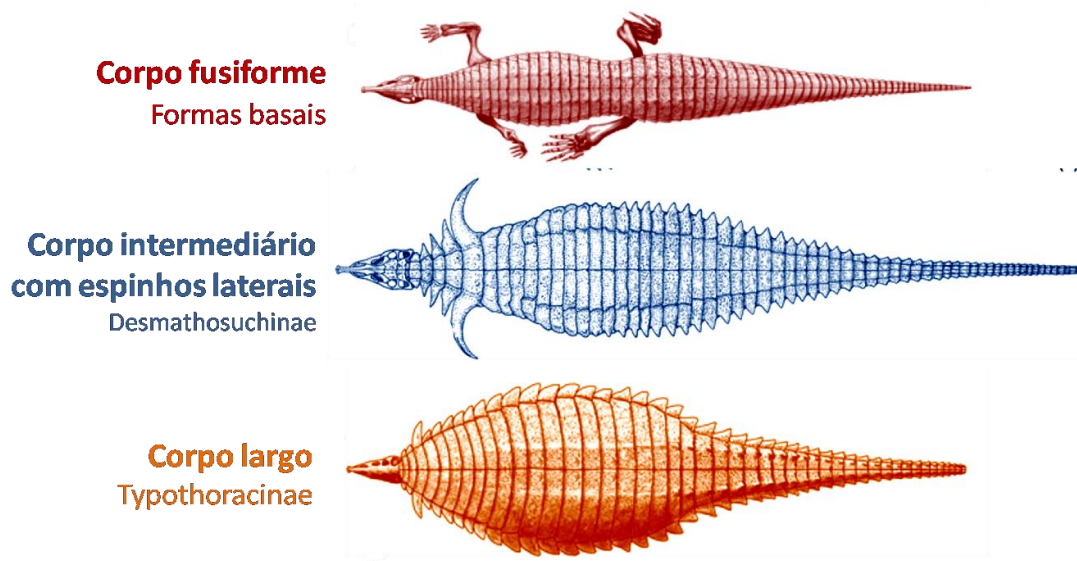 Corpo fusiforme
Formas basais
Corpo intermediário
com espinhos laterais
Desmathosuchinae
Corpo largo
Typothoracinae